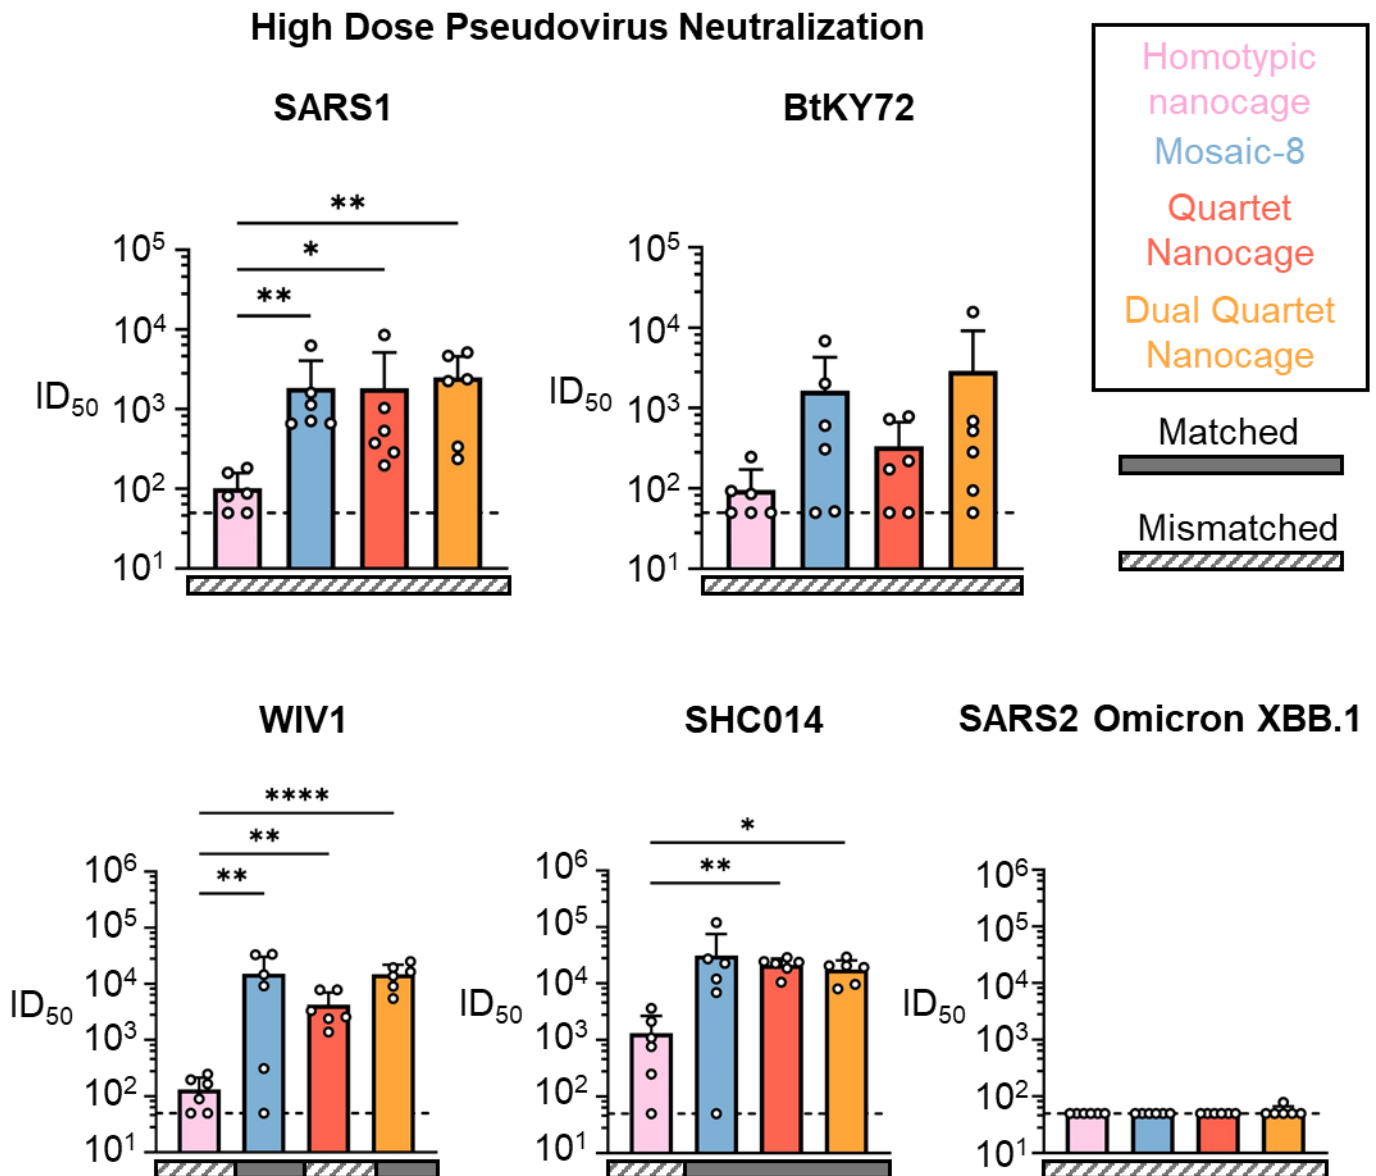 High Dose Pseudovirus Neutralization
Homotypic
nanocage
Mosaic-8
Quartet
Nanocage
Dual Quartet
Nanocage
Matched
Mismatched
SARS1
**
*
**
10⁵
10⁴
10³
10²
10¹
ID₅₀
BtKY72
10⁵
10⁴
10³
10²
10¹
ID₅₀
WIV1
****
**
**
10⁶
10⁵
10⁴
10³
10²
10¹
ID₅₀
SHC014
*
**
10⁶
10⁵
10⁴
10³
10²
10¹
ID₅₀
SARS2 Omicron XBB.1
10⁶
10⁵
10⁴
10³
10²
10¹
ID₅₀